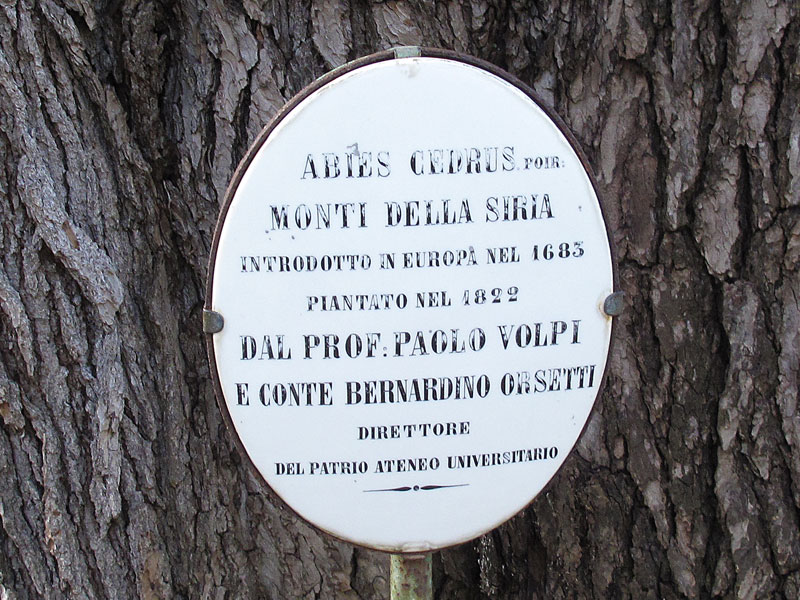 ABIES CEDRUS. POIR:
MONTI DELLA SIRIA
INTRODOTTO IN EUROPA NEL 1683
PIANTATO NEL 1822
DAL PROF: PAOLO VOLPI
E CONTE BERNARDINO ORSETTI
DIRETTORE
DEL PATRIO ATENEO UNIVERSITARIO